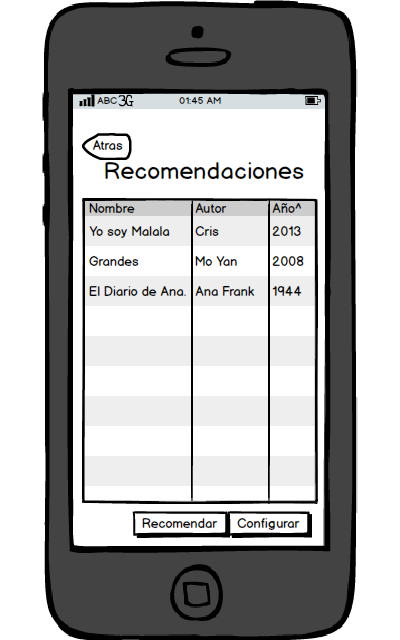 ABC 3G 01:45 AM
Atras
Recomendaciones
Nombre Autor Año^
Yo soy Malala Cris 2013
Grandes Mo Yan 2008
El Diario de Ana. Ana Frank 1944
Recomendar Configurar